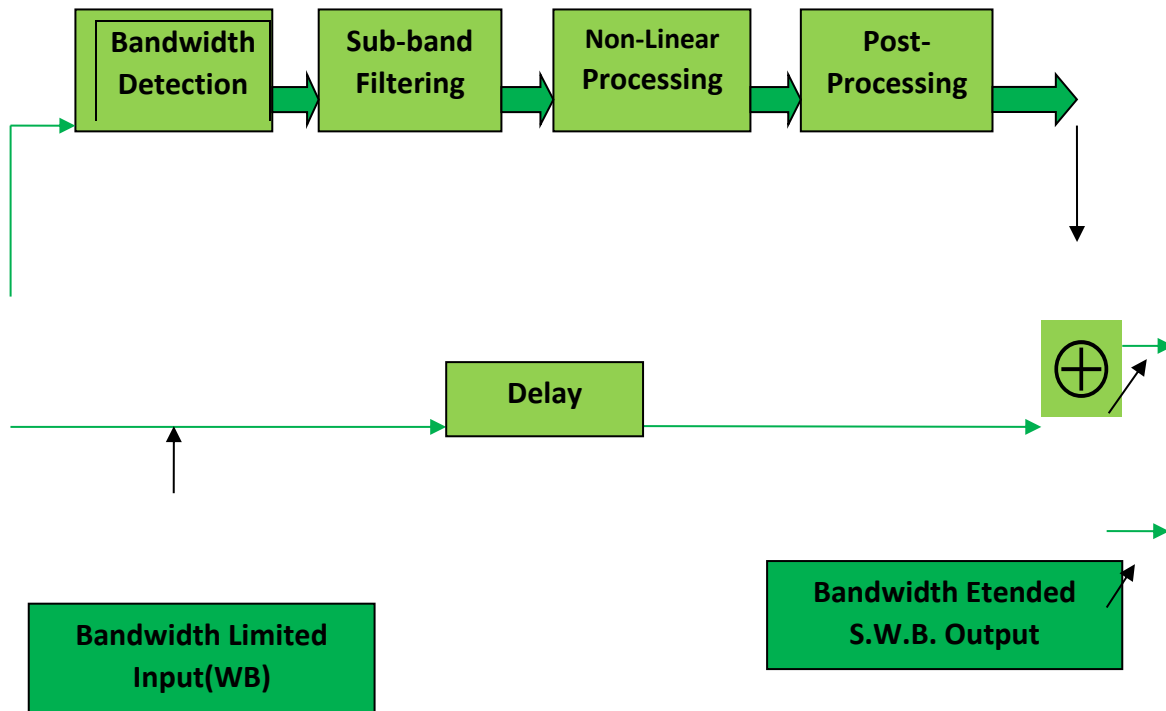 Bandwidth
Detection
Sub-band
Filtering
Non-Linear
Processing
Post-
Processing
Delay
Bandwidth Etended
S.W.B. Output
Bandwidth Limited
Input(WB)